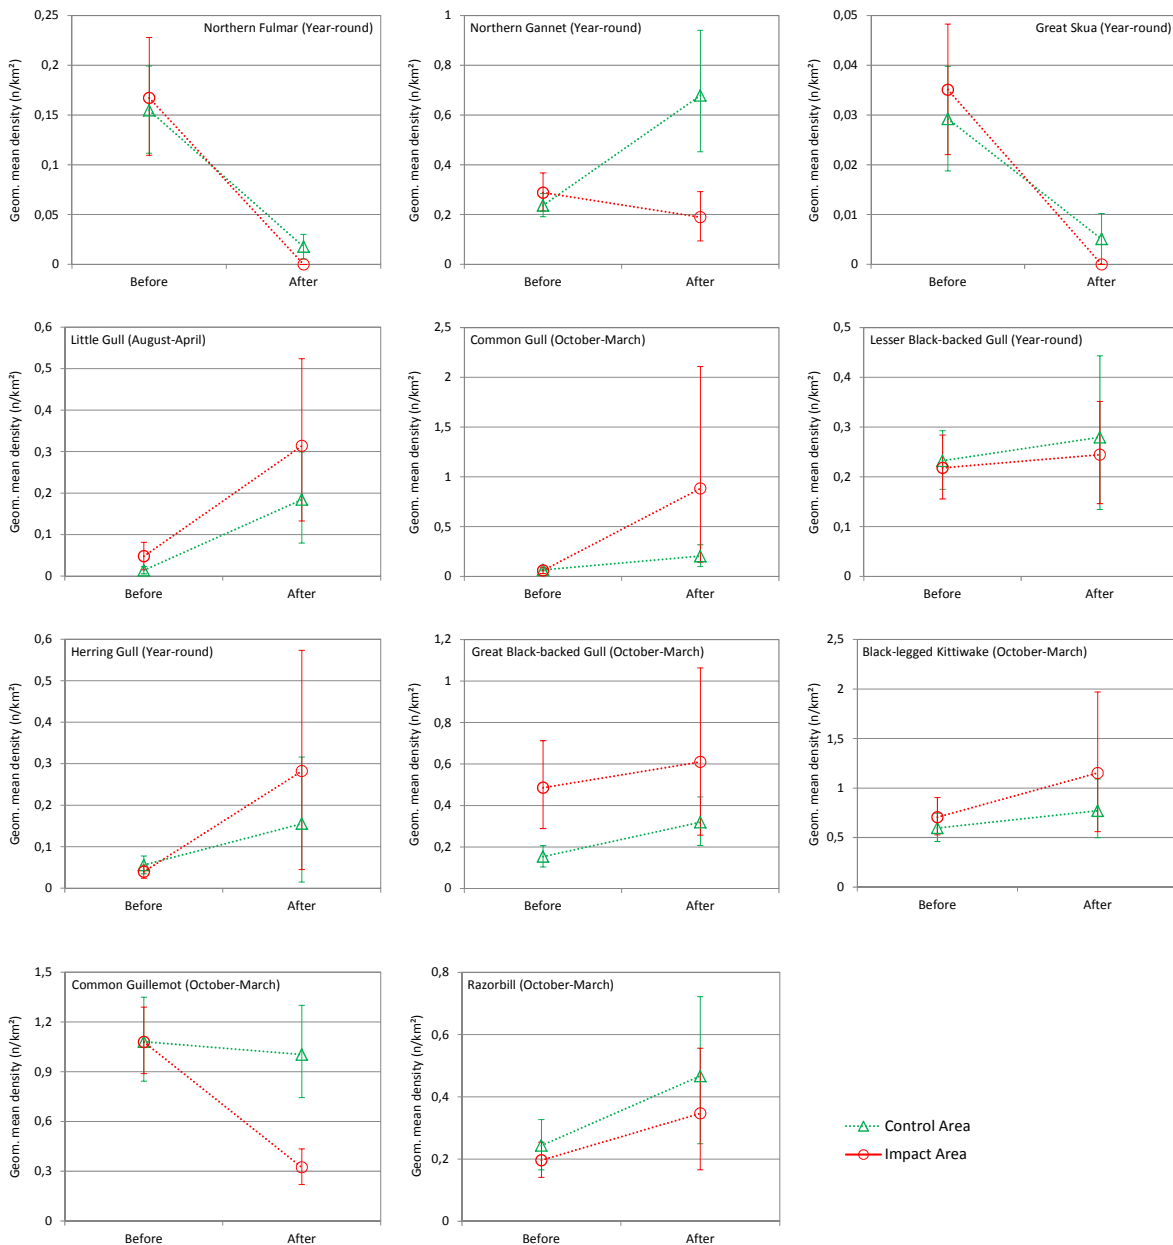 Northern Fulmar (Year-round)
Geom. mean density (n/km²)
0,25
0,2
0,15
0,1
0,05
0
Before
After
Northern Gannet (Year-round)
Geom. mean density (n/km²)
1
0,8
0,6
0,4
0,2
0
Before
After
Great Skua (Year-round)
Geom. mean density (n/km²)
0,05
0,04
0,03
0,02
0,01
0
Before
After
Little Gull (August-April)
Geom. mean density (n/km²)
0,6
0,5
0,4
0,3
0,2
0,1
0
Before
After
Common Gull (October-March)
Geom. mean density (n/km²)
2,5
2
1,5
1
0,5
0
Before
After
Lesser Black-backed Gull (Year-round)
Geom. mean density (n/km²)
0,5
0,4
0,3
0,2
0,1
0
Before
After
Herring Gull (Year-round)
Geom. mean density (n/km²)
0,6
0,5
0,4
0,3
0,2
0,1
0
Before
After
Great Black-backed Gull (October-March)
Geom. mean density (n/km²)
1,2
1
0,8
0,6
0,4
0,2
0
Before
After
Black-legged Kittiwake (October-March)
Geom. mean density (n/km²)
2,5
2
1,5
1
0,5
0
Before
After
Common Guillemot (October-March)
Geom. mean density (n/km²)
1,5
1,2
0,9
0,6
0,3
0
Before
After
Razorbill (October-March)
Geom. mean density (n/km²)
0,8
0,6
0,4
0,2
0
Before
After
Control Area
Impact Area